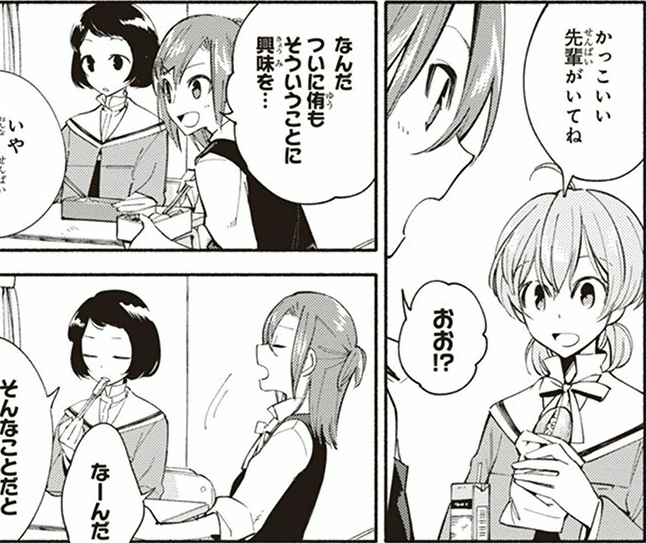 かっこいい
先輩がいてね
おお!?
なんだ
ついに侑も
そういうことに
興味を…
いや
なーんだ
そんなことだと